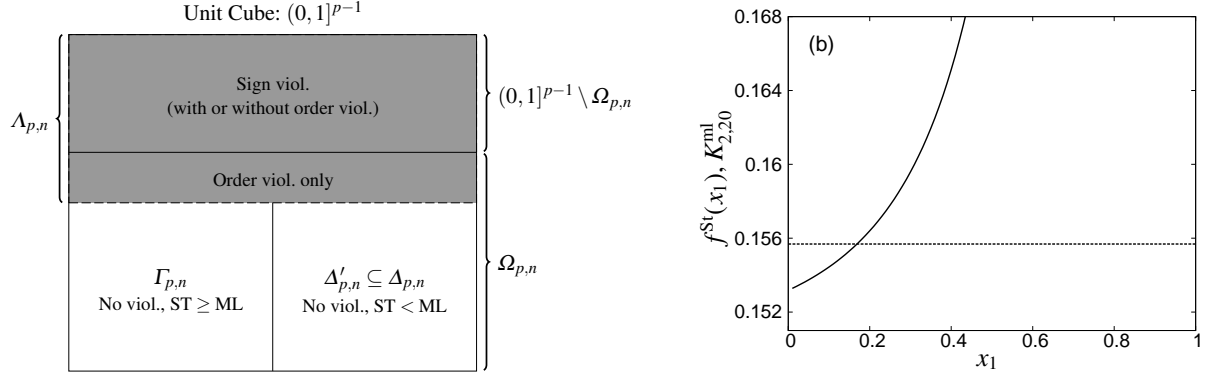 Unit Cube: (0, 1]^{p−1}
Sign viol.
(with or without order viol.)
Λ_{p,n}
(0, 1]^{p−1} \ Ω_{p,n}
Order viol. only
Γ_{p,n}
No viol., ST ≥ ML
Δ′_{p,n} ⊆ Δ_{p,n}
No viol., ST < ML
Ω_{p,n}
(b)
f^{St}(x_1), K^{ml}_{2,20}
0.168
0.164
0.16
0.156
0.152
0
0.2
0.4
0.6
0.8
1
x_1